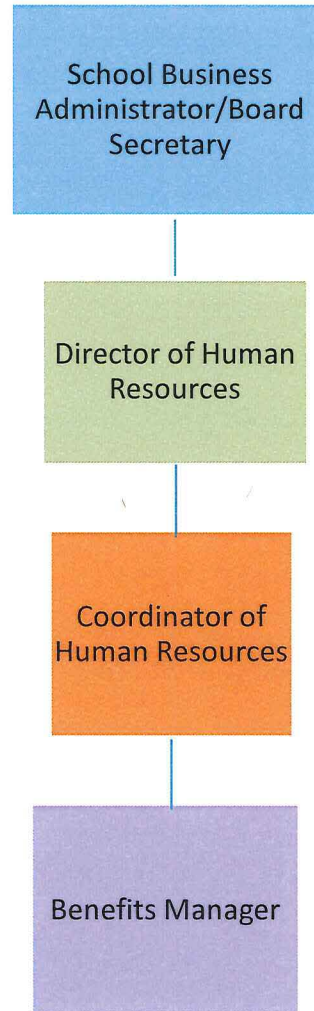 School Business
Administrator/Board
Secretary
Director of Human
Resources
Coordinator of
Human Resources
Benefits Manager